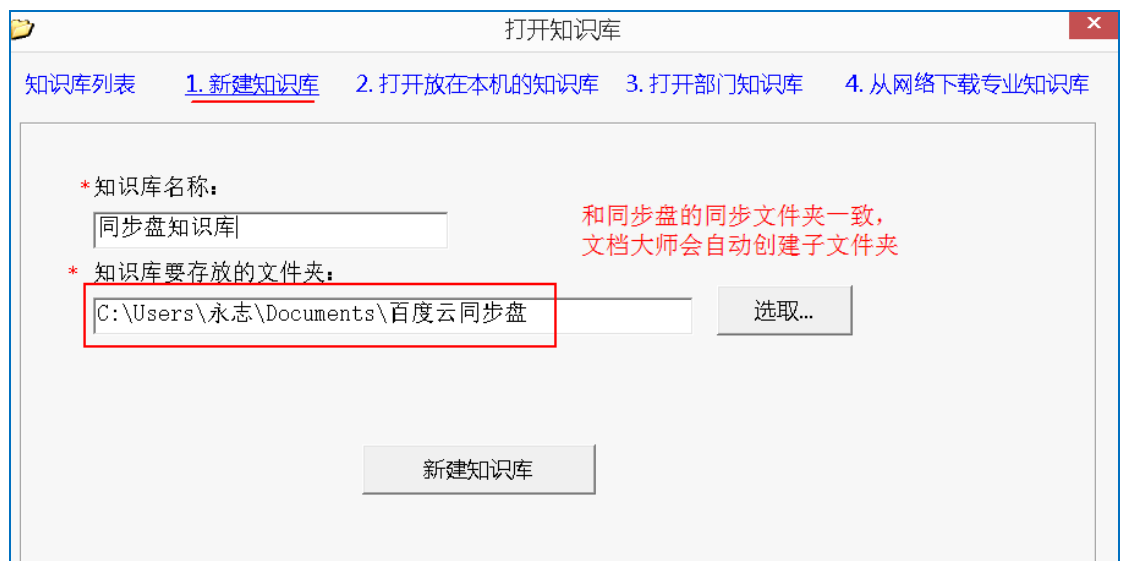 打开知识库
知识库列表 1.新建知识库 2.打开放在本机的知识库 3.打开部门知识库 4.从网络下载专业知识库
*知识库名称：
同步盘知识库
和同步盘的同步文件夹一致，
文档大师会自动创建子文件夹
* 知识库要存放的文件夹：
C:\Users\永志\Documents\百度云同步盘
选取...
新建知识库